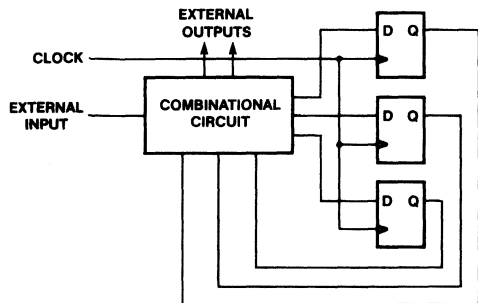 EXTERNAL
OUTPUTS
CLOCK
EXTERNAL
INPUT
COMBINATIONAL
CIRCUIT
D Q
D Q
D Q